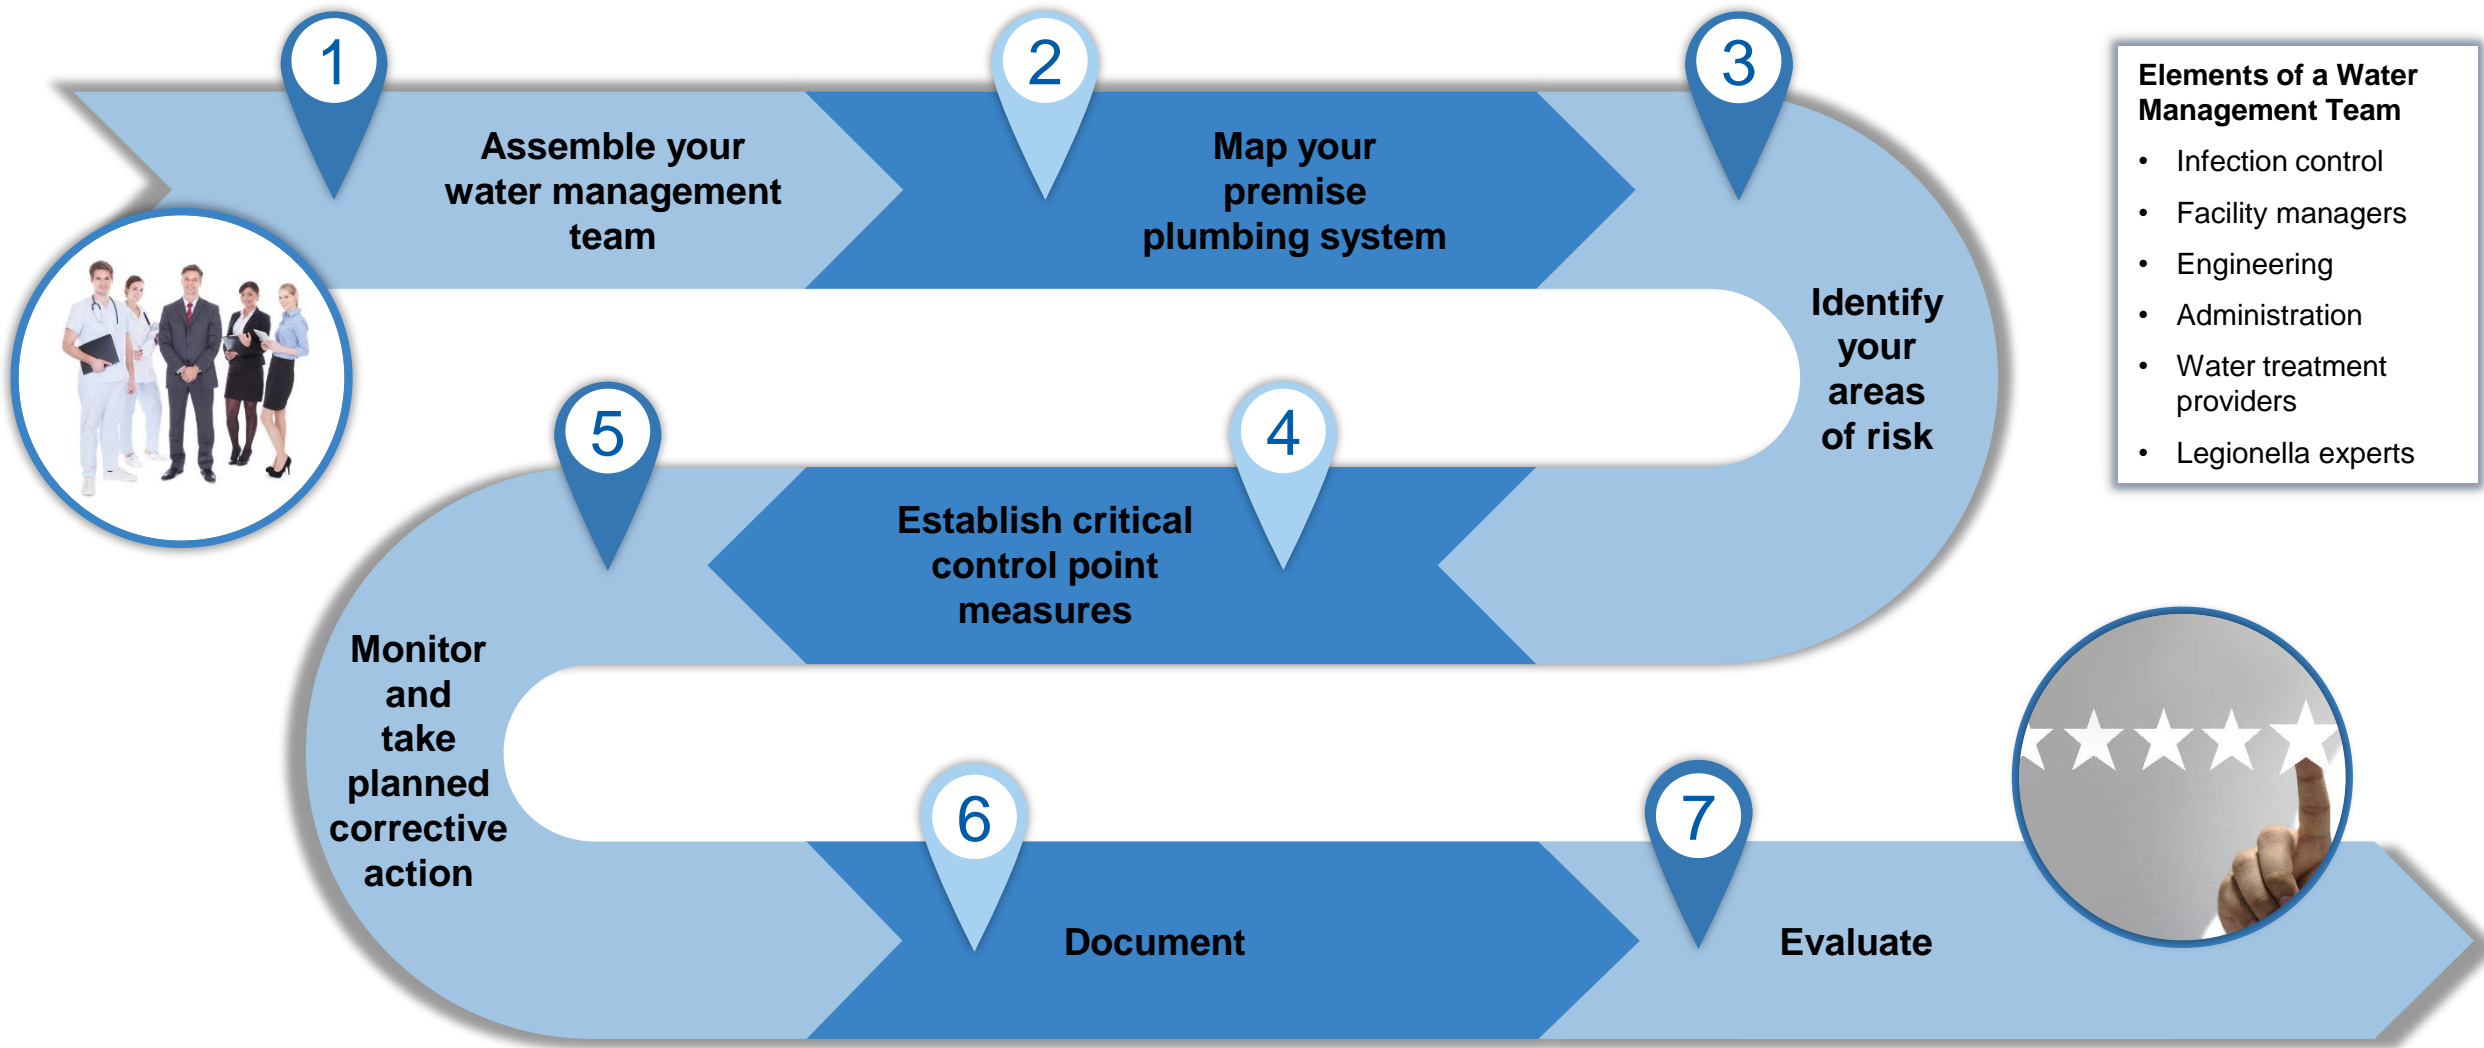 1
Assemble your
water management
team
2
Map your
premise
plumbing system
3
Identify
your
areas
of risk
Elements of a Water
Management Team
• Infection control
• Facility managers
• Engineering
• Administration
• Water treatment
providers
• Legionella experts
4
Establish critical
control point
measures
5
Monitor
and
take
planned
corrective
action
6
Document
7
Evaluate